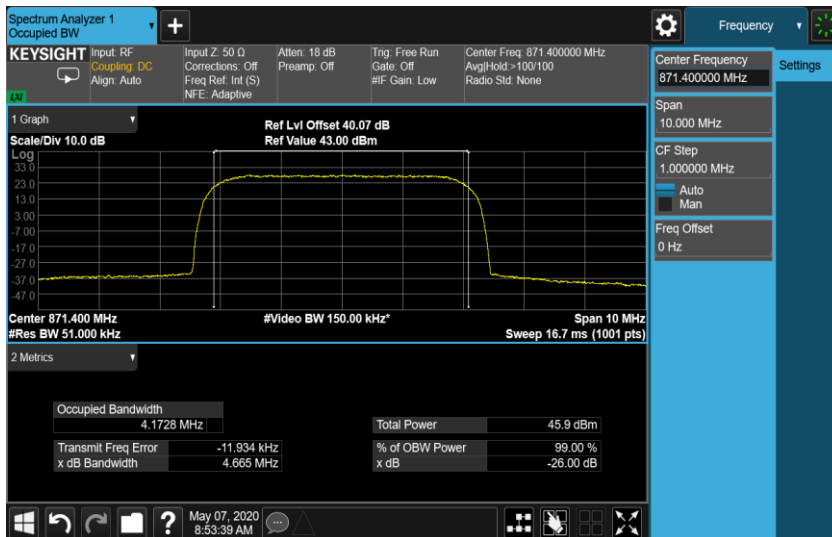 Spectrum Analyzer 1
Occupied BW
Frequency
KEYSIGHT
LXI
Input: RF
Coupling: DC
Align: Auto
Input Z: 50 Ω
Corrections: Off
Freq Ref: Int (S)
NFE: Adaptive
Atten: 18 dB
Preamp: Off
Trig: Free Run
Gate: Off
#IF Gain: Low
Center Freq: 871.400000 MHz
Avg|Hold:>100/100
Radio Std: None
Center Frequency
871.400000 MHz
Settings
Span
10.000 MHz
CF Step
1.000000 MHz
Auto
Man
Freq Offset
0 Hz
1 Graph
Scale/Div 10.0 dB
Ref Lvl Offset 40.07 dB
Ref Value 43.00 dBm
Log
33.0
23.0
13.0
3.00
-7.00
-17.0
-27.0
-37.0
-47.0
Center 871.400 MHz
#Video BW 150.00 kHz*
Span 10 MHz
#Res BW 51.000 kHz
Sweep 16.7 ms (1001 pts)
2 Metrics
Occupied Bandwidth
4.1728 MHz
Total Power 45.9 dBm
Transmit Freq Error -11.934 kHz
% of OBW Power 99.00 %
x dB Bandwidth 4.665 MHz
x dB -26.00 dB
May 07, 2020
8:53:39 AM